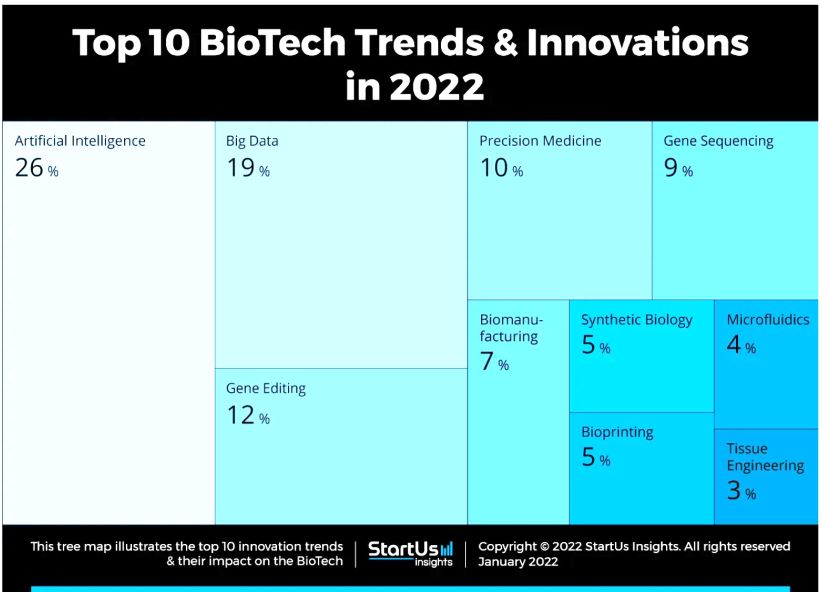 Top 10 BioTech Trends & Innovations
in 2022
Artificial Intelligence
26 %
Big Data
19 %
Gene Editing
12 %
Precision Medicine
10 %
Gene Sequencing
9 %
Biomanu-
facturing
7 %
Synthetic Biology
5 %
Bioprinting
5 %
Microfluidics
4 %
Tissue
Engineering
3 %
This tree map illustrates the top 10 innovation trends
& their impact on the BioTech
StartUs
insights
Copyright © 2022 StartUs Insights. All rights reserved
January 2022